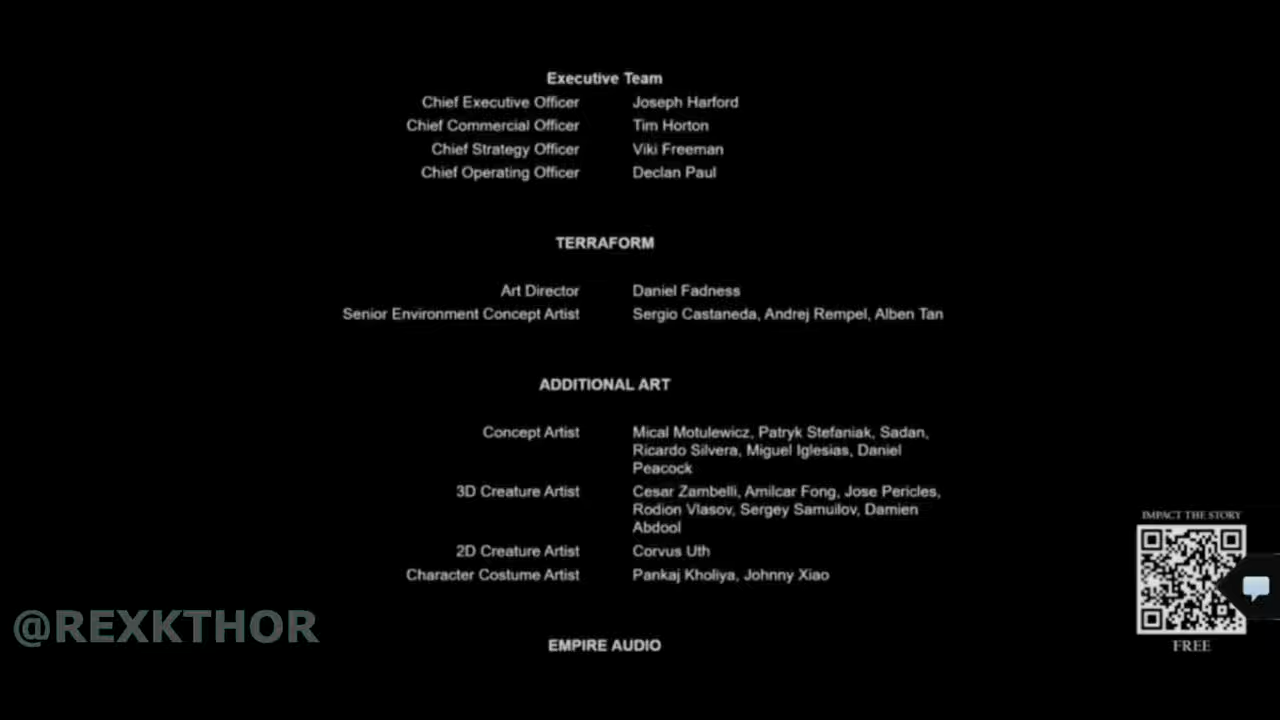 Executive Team
Chief Executive Officer Joseph Harford
Chief Commercial Officer Tim Horton
Chief Strategy Officer Viki Freeman
Chief Operating Officer Declan Paul
TERRAFORM
Art Director Daniel Fadness
Senior Environment Concept Artist Sergio Castaneda, Andrej Rempel, Alben Tan
ADDITIONAL ART
Concept Artist Mical Motulewicz, Patryk Stefaniak, Sadan,
Ricardo Silvera, Miguel Iglesias, Daniel
Peacock
3D Creature Artist Cesar Zambelli, Amilcar Fong, Jose Pericles,
Rodion Vlasov, Sergey Samuilov, Damien
Abdool
2D Creature Artist Corvus Uth
Character Costume Artist Pankaj Kholiya, Johnny Xiao
EMPIRE AUDIO
IMPACT THE STORY
FREE
@REXKTHOR